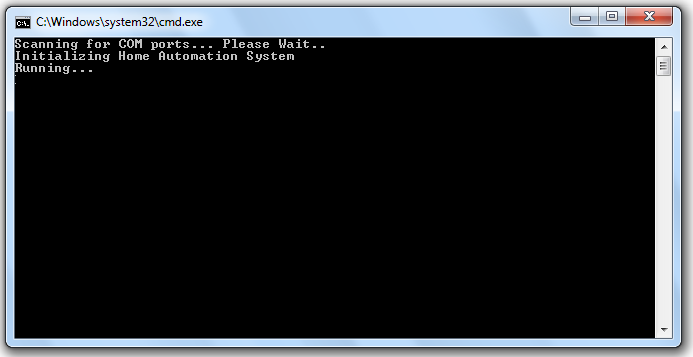 C:\Windows\system32\cmd.exe
Scanning for COM ports... Please Wait..
Initializing Home Automation System
Running...